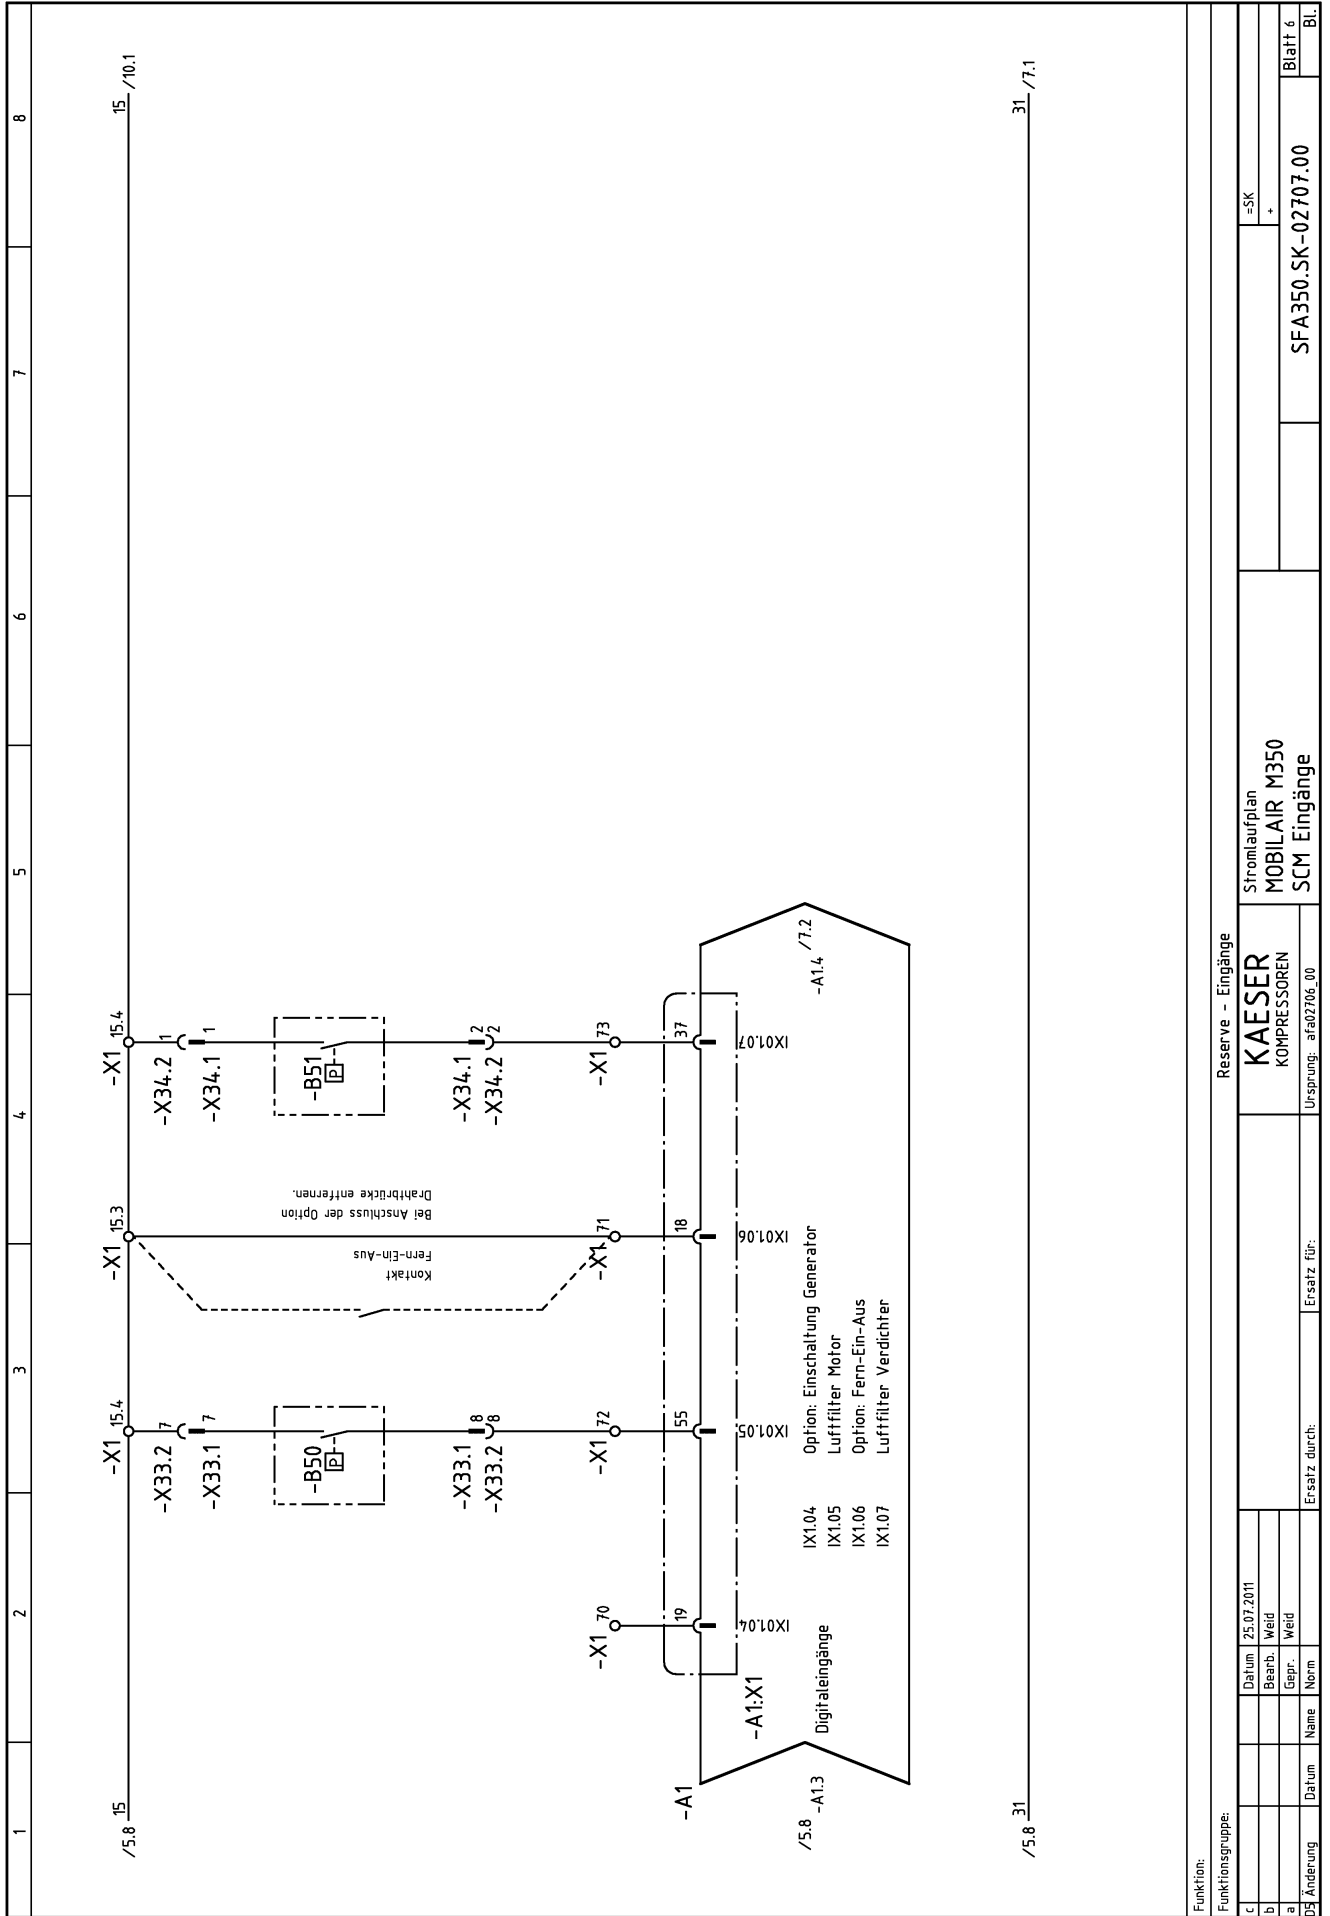 1 2 3 4 5 6 7 8
/5.8 15
15 /10.1
-X1 15.4
-X1 15.3
-X1 15.4
-X33.2 7
-X33.1 7
-X34.2 1
-X34.1 1
-B50
P
-B51
P
Kontakt
Fern-Ein-Aus
Bei Anschluss der Option
Drahtbrücke entfernen.
-X33.1 8
-X33.2 8
-X34.1 2
-X34.2 2
-X1 70
-X1 72
-X1 71
-X1 73
-A1
19
55
18
37
-A1:X1
IX01.04
IX01.05
IX01.06
IX01.07
/5.8 -A1.3
Digitaleingänge
IX1.04 Option: Einschaltung Generator
IX1.05 Luftfilter Motor
IX1.06 Option: Fern-Ein-Aus
IX1.07 Luftfilter Verdichter
-A1.4 /7.2
/5.8 31
31 /7.1
Funktion:
Funktionsgruppe:
Reserve - Eingänge
c
b
a
DS Änderung
Datum
Name
Datum 25.07.2011
Bearb. Weid
Gepr. Weid
Norm
Ersatz durch:
Ersatz für:
KAESER
KOMPRESSOREN
Ursprung: afa02706_00
Stromlaufplan
MOBILAIR M350
SCM Eingänge
=SK
+
SFA350.SK-02707.00
Blatt 6
Bl.